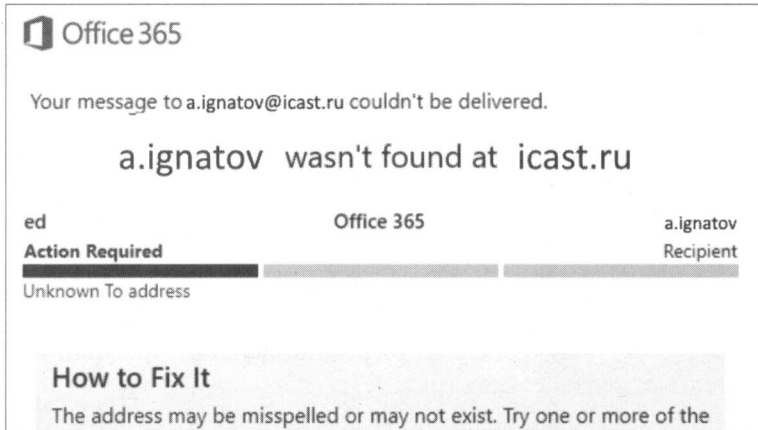 Office 365
Your message to a.ignatov@icast.ru couldn't be delivered.
a.ignatov wasn't found at icast.ru
ed Office 365 a.ignatov
Action Required Recipient
Unknown To address
How to Fix It
The address may be misspelled or may not exist. Try one or more of the